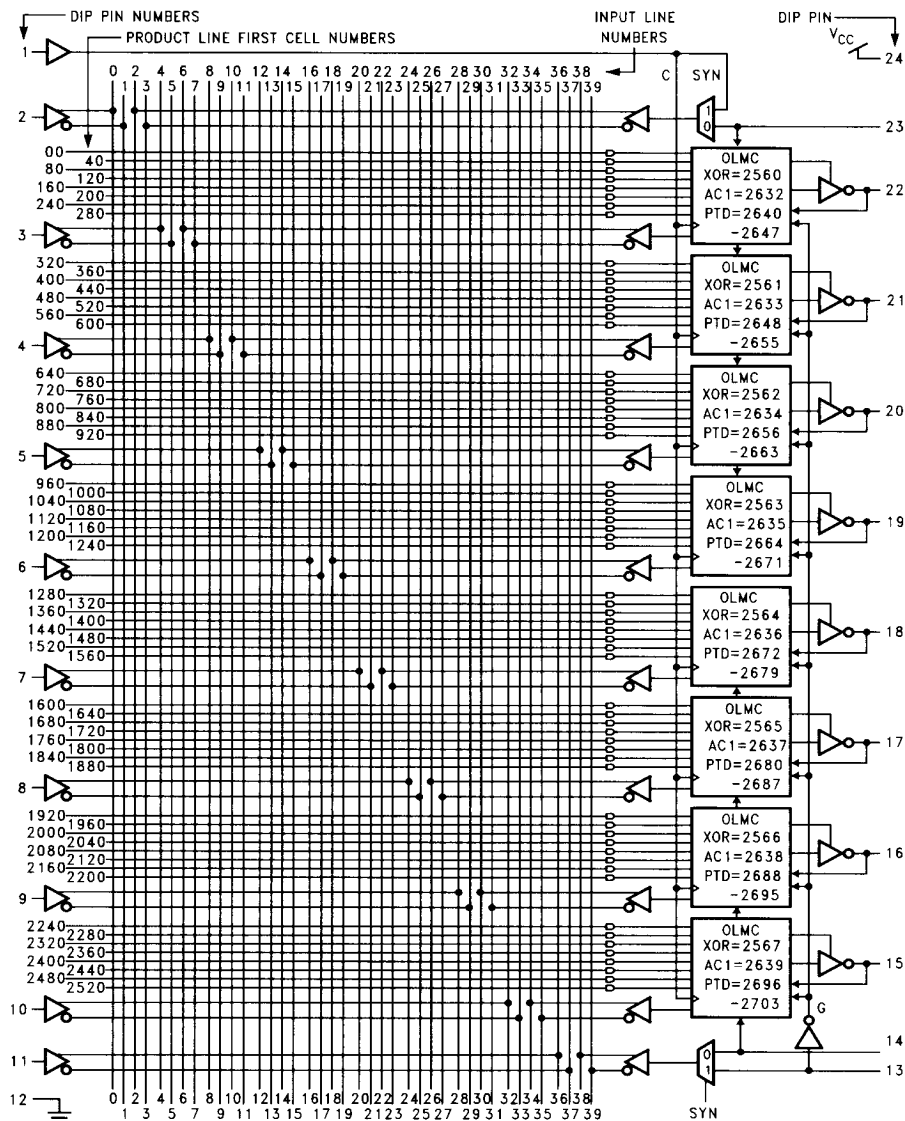 DIP PIN NUMBERS
INPUT LINE NUMBERS
DIP PIN
PRODUCT LINE FIRST CELL NUMBERS
VCC
1
24
0 2 4 6 8 10 12 14 16 18 20 22 24 26 28 30 32 34 36 38
1 3 5 7 9 11 13 15 17 19 21 23 25 27 29 31 33 35 37 39
C SYN
1
0
2
23
00
40
80
120
160
200
240
280
OLMC
XOR=2560
AC1=2632
PTD=2640
-2647
22
3
320
360
400
440
480
520
560
600
OLMC
XOR=2561
AC1=2633
PTD=2648
-2655
21
4
640
680
720
760
800
840
880
920
OLMC
XOR=2562
AC1=2634
PTD=2656
-2663
20
5
960
1000
1040
1080
1120
1160
1200
1240
OLMC
XOR=2563
AC1=2635
PTD=2664
-2671
19
6
1280
1320
1360
1400
1440
1480
1520
1560
OLMC
XOR=2564
AC1=2636
PTD=2672
-2679
18
7
1600
1640
1680
1720
1760
1800
1840
1880
OLMC
XOR=2565
AC1=2637
PTD=2680
-2687
17
8
1920
1960
2000
2040
2080
2120
2160
2200
OLMC
XOR=2566
AC1=2638
PTD=2688
-2695
16
9
2240
2280
2320
2360
2400
2440
2480
2520
OLMC
XOR=2567
AC1=2639
PTD=2696
-2703
15
10
G
14
11
0
1
13
12
0 2 4 6 8 10 12 14 16 18 20 22 24 26 28 30 32 34 36 38
1 3 5 7 9 11 13 15 17 19 21 23 25 27 29 31 33 35 37 39
SYN